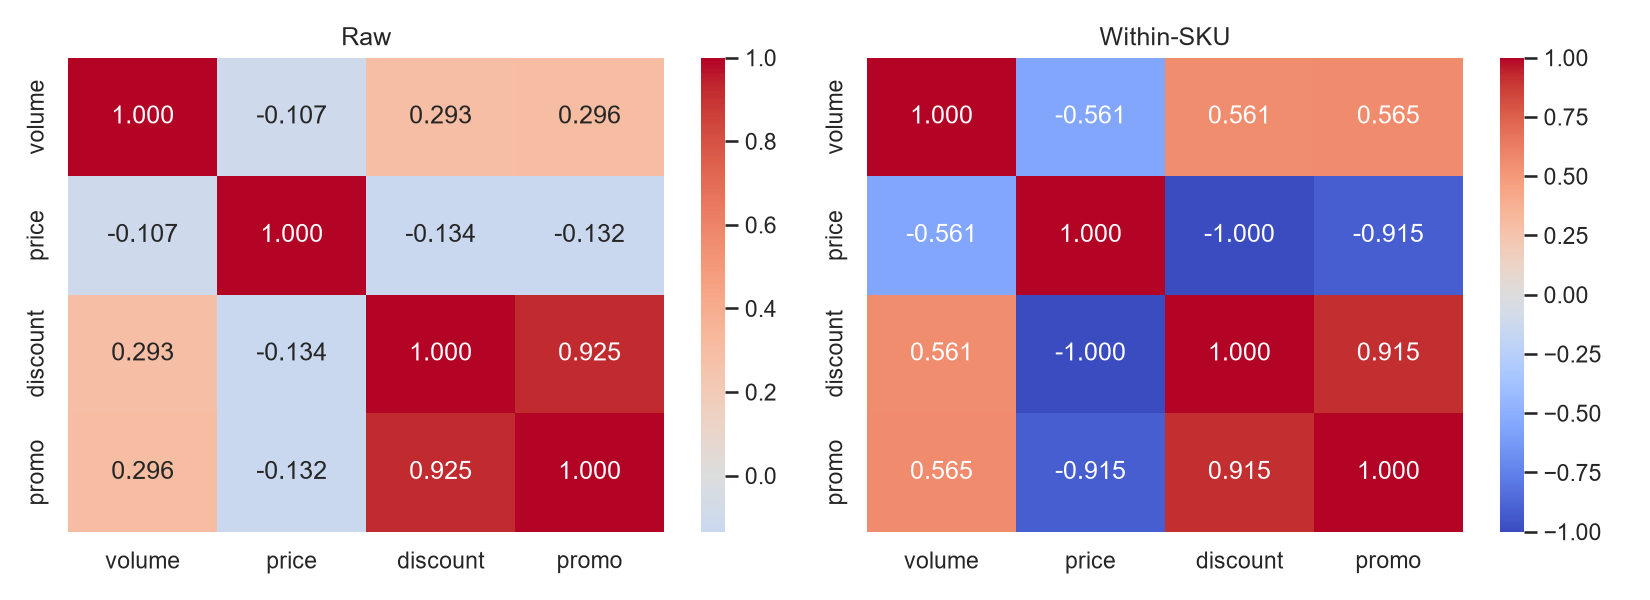 Raw
volume
price
discount
promo
1.000 -0.107 0.293 0.296
-0.107 1.000 -0.134 -0.132
0.293 -0.134 1.000 0.925
0.296 -0.132 0.925 1.000
volume price discount promo
1.0
0.8
0.6
0.4
0.2
0.0
Within-SKU
volume
price
discount
promo
1.000 -0.561 0.561 0.565
-0.561 1.000 -1.000 -0.915
0.561 -1.000 1.000 0.915
0.565 -0.915 0.915 1.000
volume price discount promo
1.00
0.75
0.50
0.25
0.00
−0.25
−0.50
−0.75
−1.00